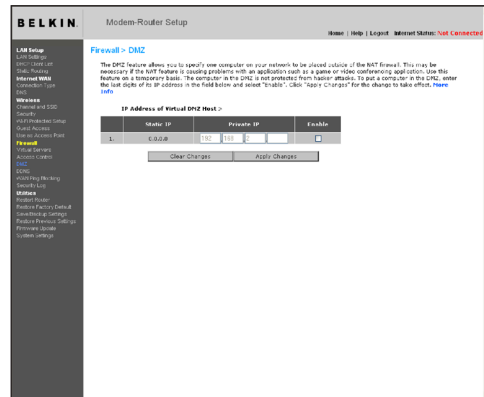 BELKIN.
Modem-Router Setup
Home | Help | Logout Internet Status: Not Connected
LAN Setup
LAN Settings
DHCP Client List
Static Routing
Internet WAN
Connection Type
DNS
Wireless
Channel and SSID
Security
Wi-Fi Protected Setup
Guest Access
Use as Access Point
Firewall
Virtual Servers
Access Control
DMZ
DDNS
WAN Ping Blocking
Security Log
Utilities
Restart Router
Restore Factory Default
Save/Backup Settings
Restore Previous Settings
Firmware Update
System Settings
Firewall > DMZ
The DMZ feature allows you to specify one computer on your network to be placed outside of the NAT firewall. This may be
necessary if the NAT feature is causing problems with an application such as a game or video conferencing application. Use this
feature on a temporary basis. The computer in the DMZ is not protected from hacker attacks. To put a computer in the DMZ, enter
the last digits of its IP address in the field below and select "Enable". Click "Apply Changes" for the change to take effect. More
Info
IP Address of Virtual DMZ Host >
Static IP Private IP Enable
1. 0.0.0.0 192 168 2
Clear Changes Apply Changes